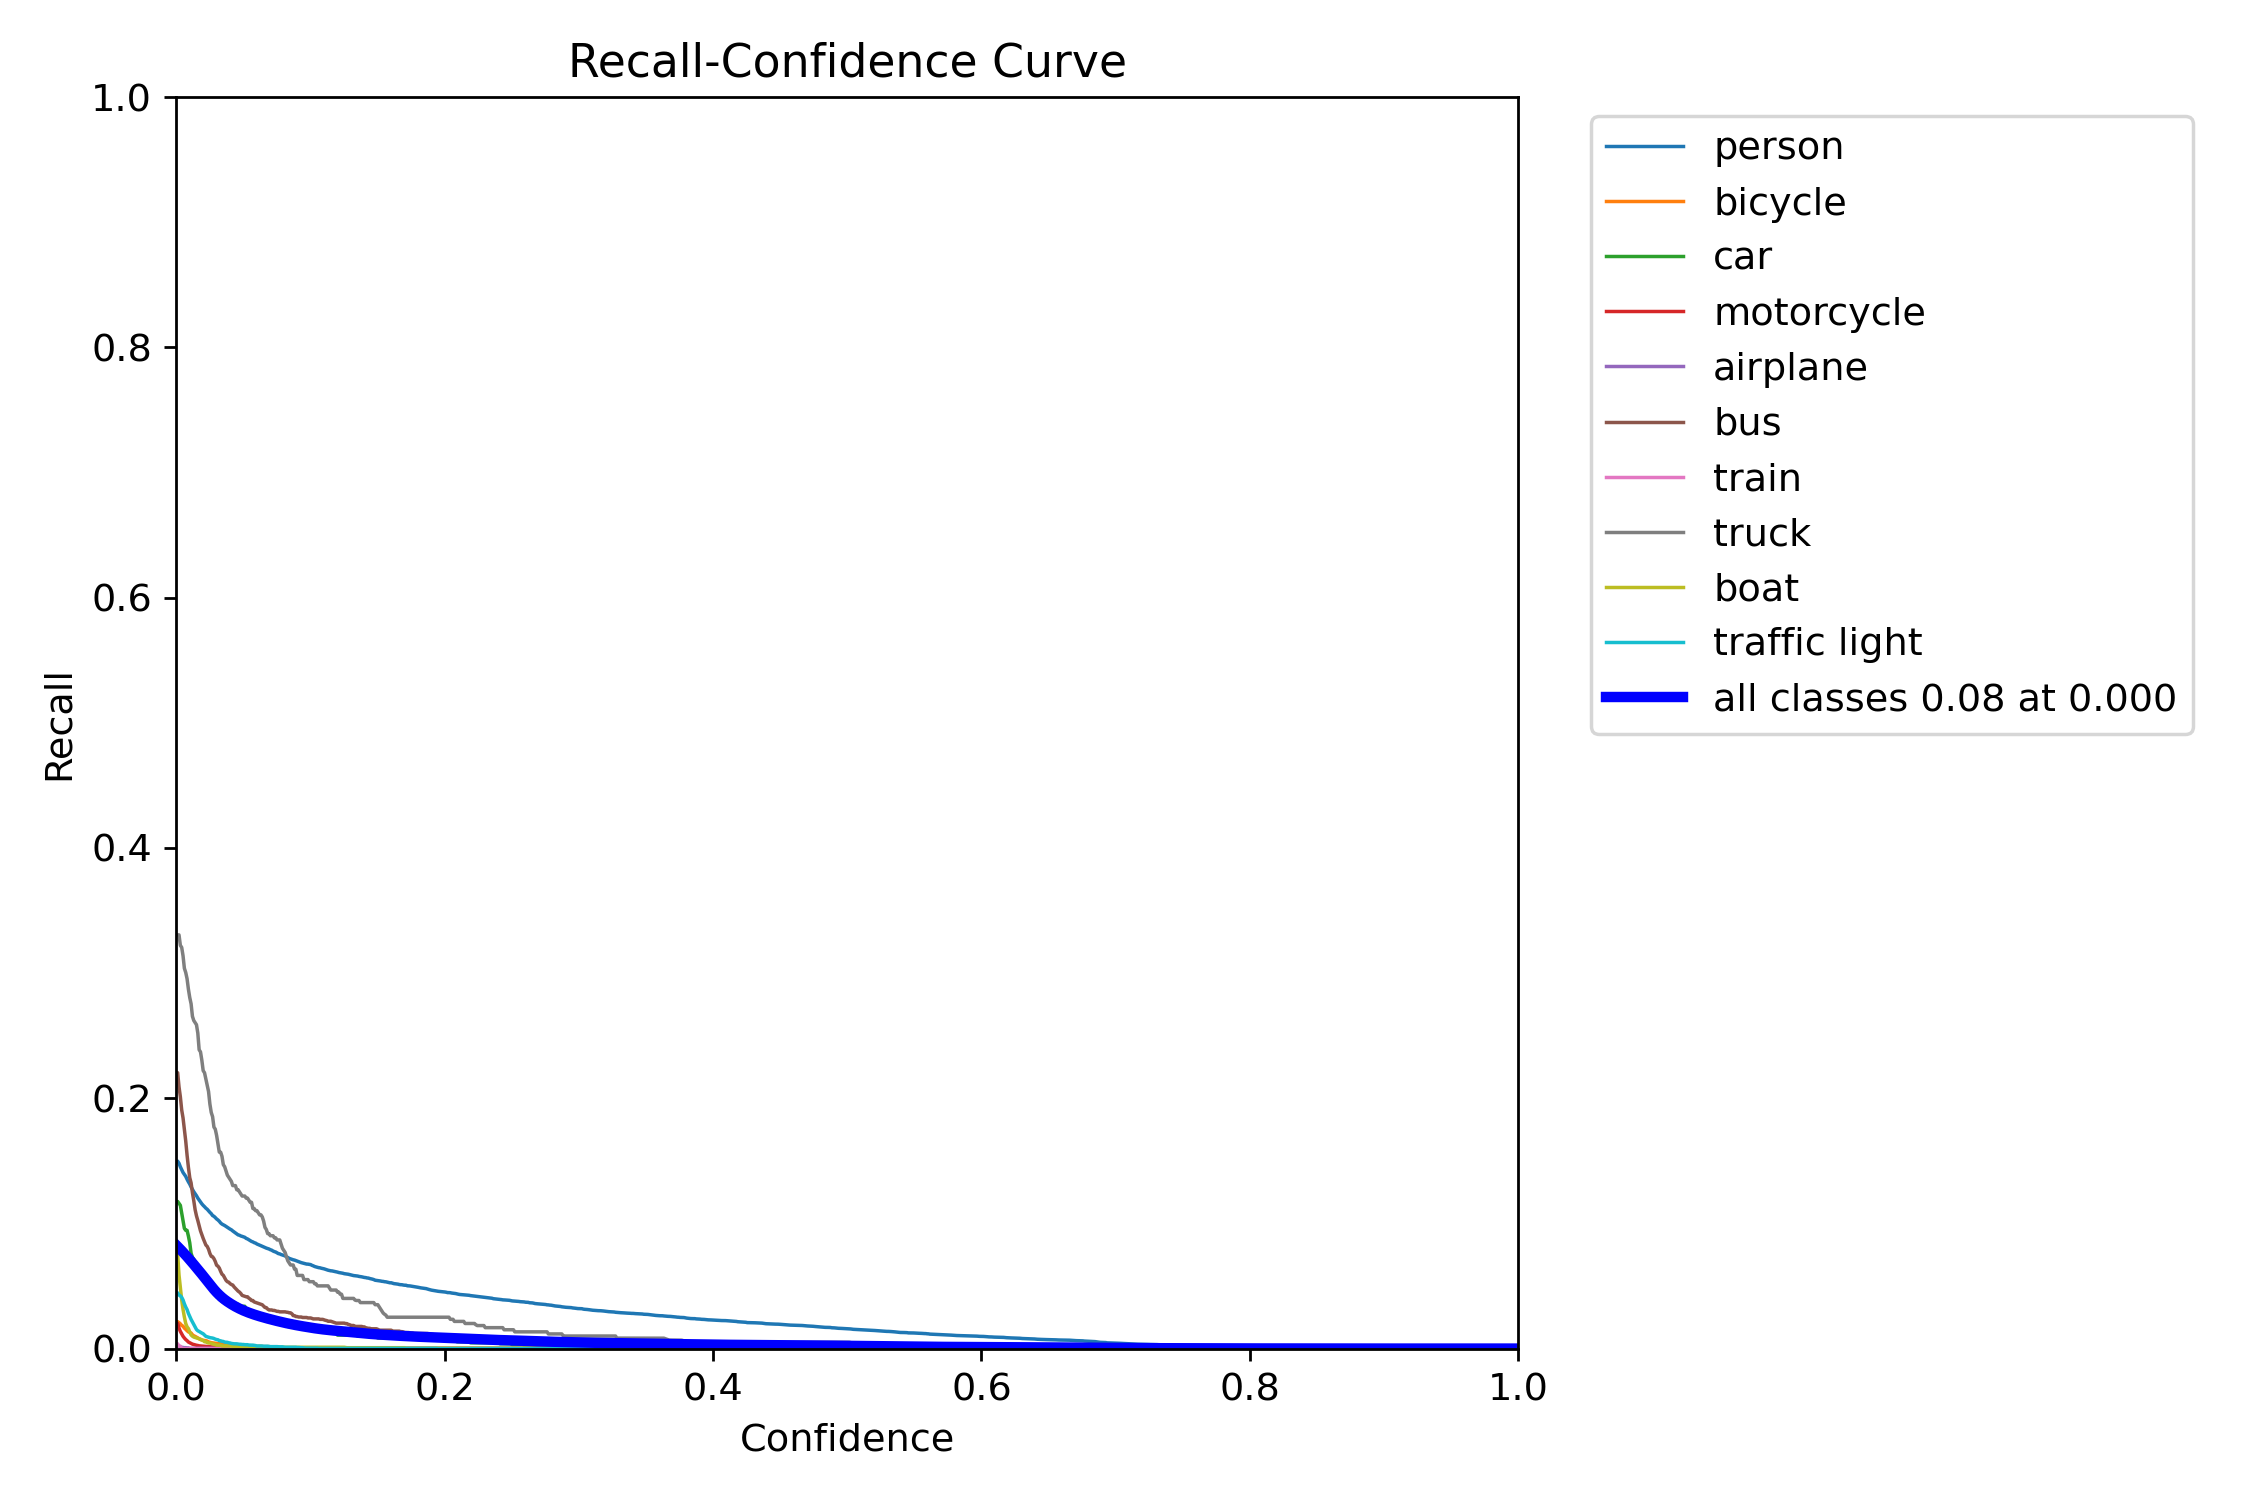 Recall-Confidence Curve
1.0
0.8
0.6
0.4
0.2
0.0
Recall
0.0 0.2 0.4 0.6 0.8 1.0
Confidence
person
bicycle
car
motorcycle
airplane
bus
train
truck
boat
traffic light
all classes 0.08 at 0.000